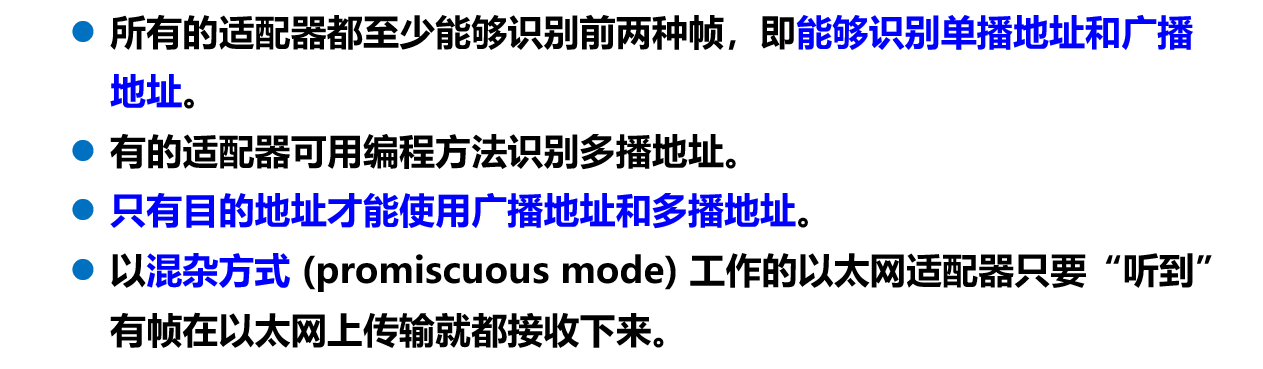 ● 所有的适配器都至少能够识别前两种帧，即能够识别单播地址和广播
地址。
● 有的适配器可用编程方法识别多播地址。
● 只有目的地址才能使用广播地址和多播地址。
● 以混杂方式 (promiscuous mode) 工作的以太网适配器只要“听到”
有帧在以太网上传输就都接收下来。